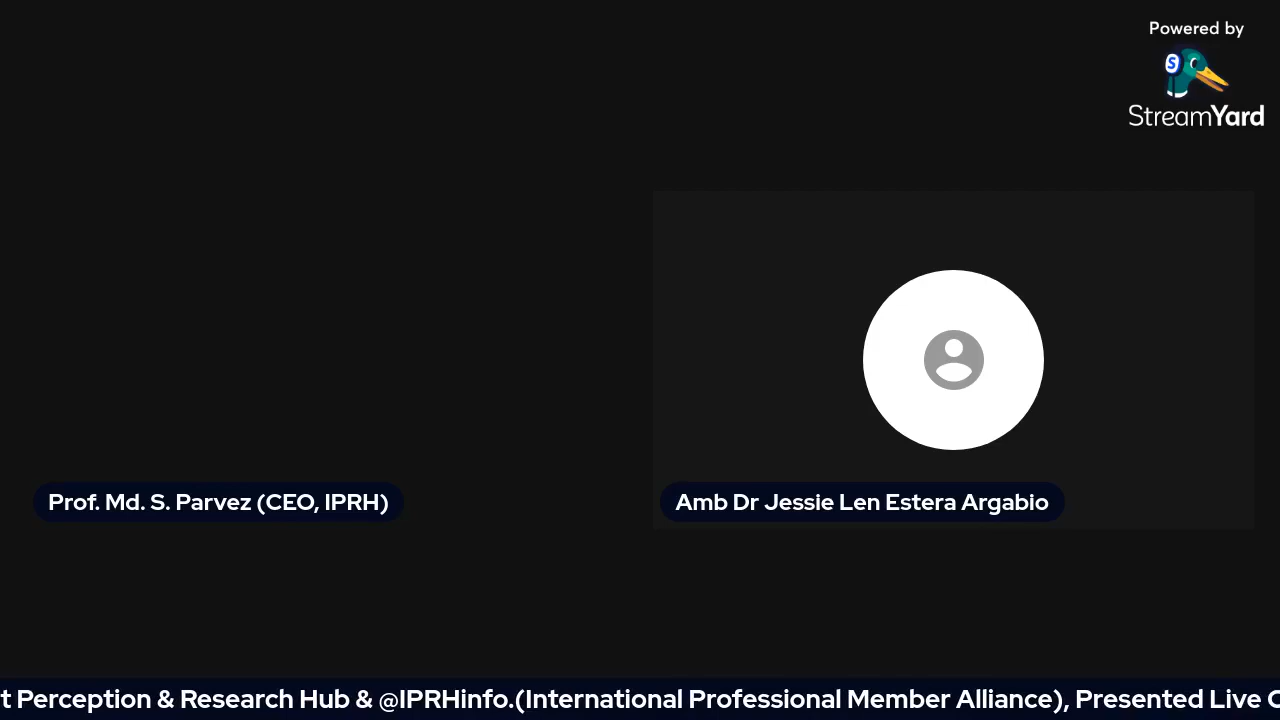 Powered by
StreamYard
Prof. Md. S. Parvez (CEO, IPRH)
Amb Dr Jessie Len Estera Argabio
t Perception & Research Hub & @IPRHinfo.(International Professional Member Alliance), Presented Live